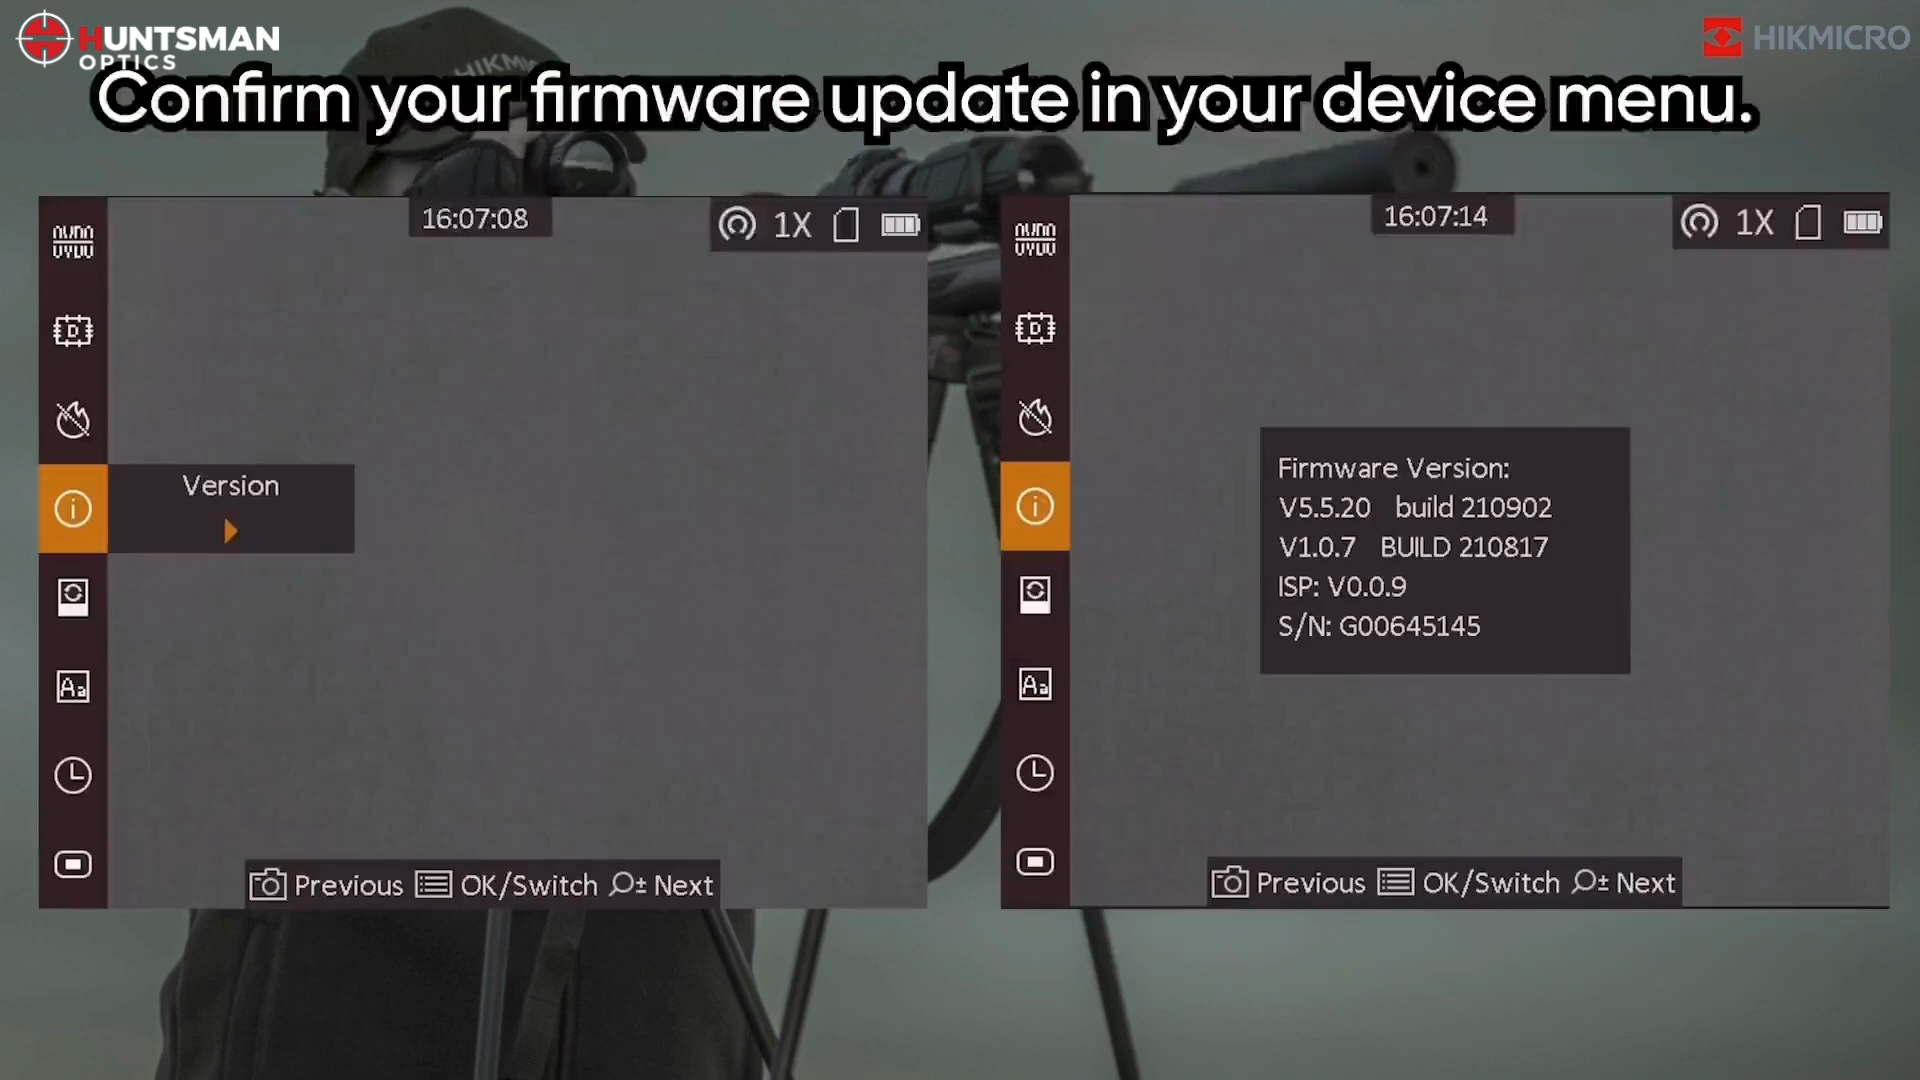 HUNTSMAN
OPTICS
HIKMICRO
Confirm your firmware update in your device menu.
16:07:08
1X
Version
Previous OK/Switch Next
16:07:14
1X
Firmware Version:
V5.5.20 build 210902
V1.0.7 BUILD 210817
ISP: V0.0.9
S/N: G00645145
Aa
Aa
Previous OK/Switch Next